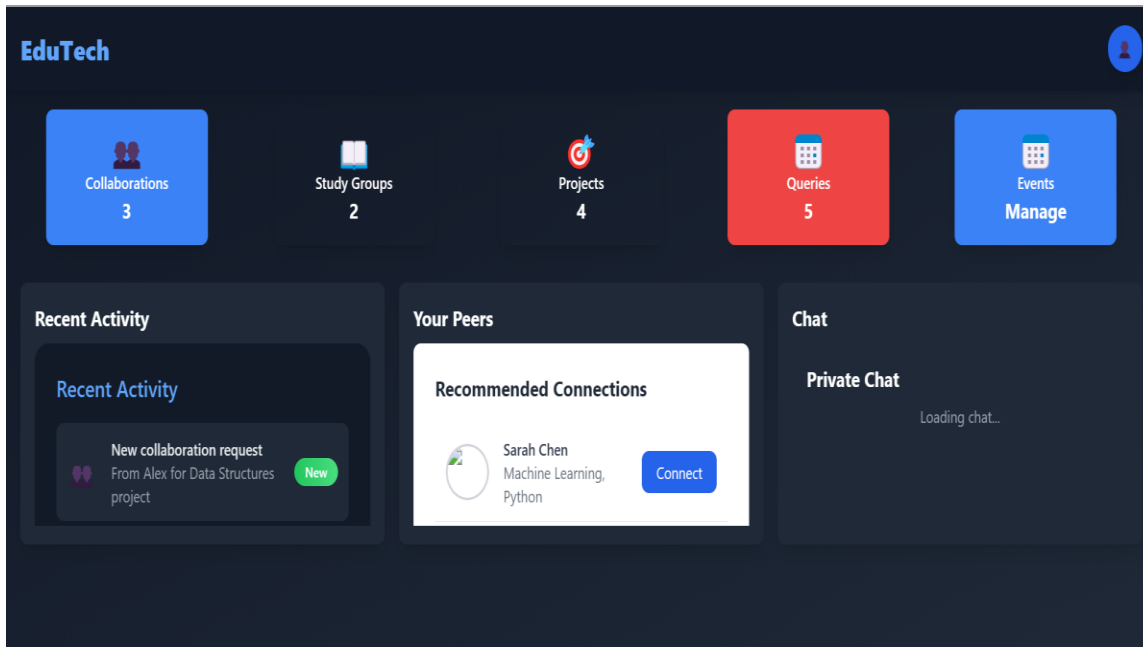 EduTech
Collaborations
3
Study Groups
2
Projects
4
Queries
5
Events
Manage
Recent Activity
Recent Activity
New collaboration request
From Alex for Data Structures
project
New
Your Peers
Recommended Connections
Sarah Chen
Machine Learning,
Python
Connect
Chat
Private Chat
Loading chat...